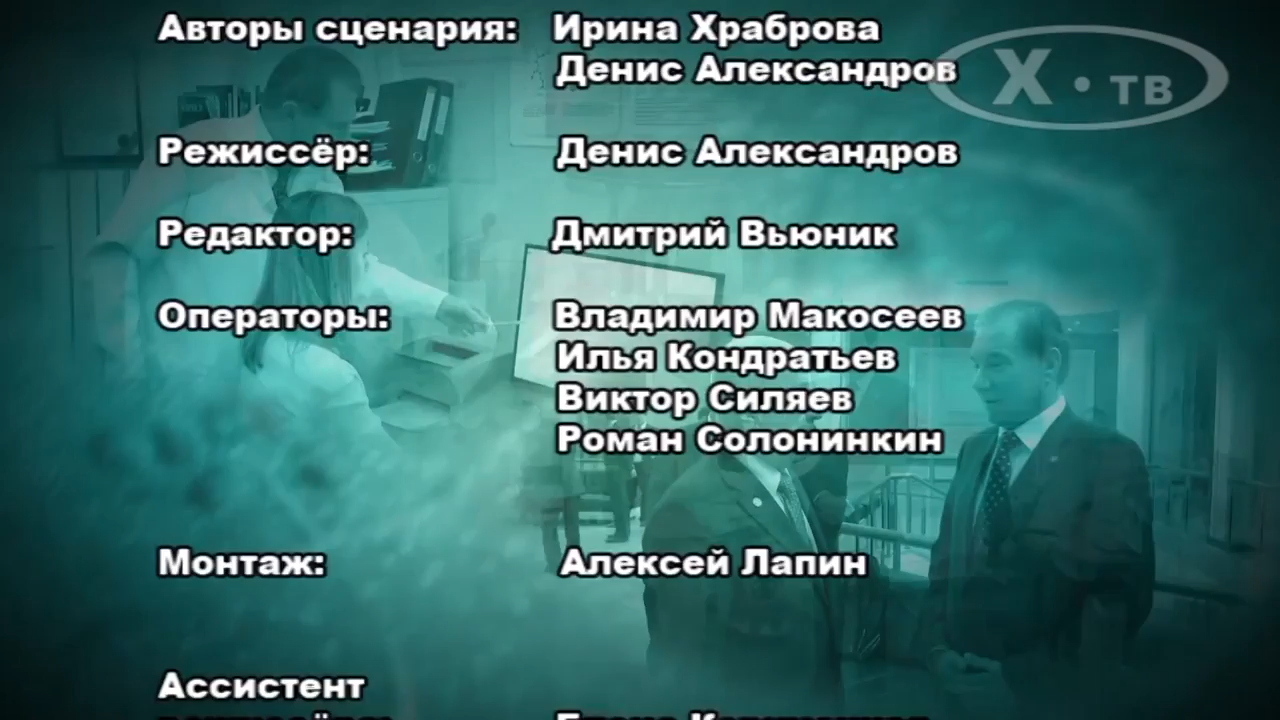 Авторы сценария: Ирина Храброва
Денис Александров
Х • ТВ
Режиссёр: Денис Александров
Редактор: Дмитрий Вьюник
Операторы: Владимир Макосеев
Илья Кондратьев
Виктор Силяев
Роман Солонинкин
Монтаж: Алексей Лапин
Ассистент